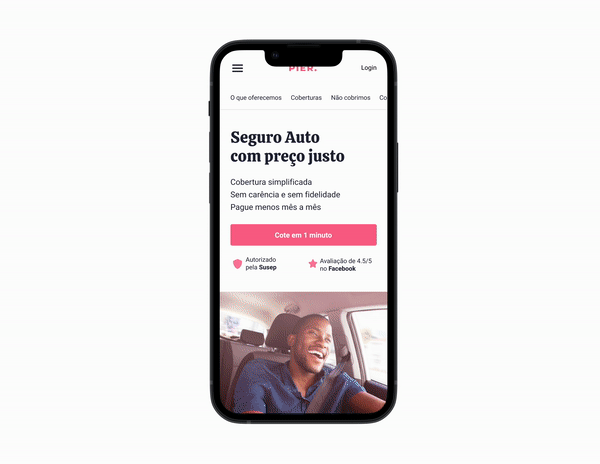 PIER.
Login
O que oferecemos Coberturas Não cobrimos Co
Seguro Auto
com preço justo
Cobertura simplificada
Sem carência e sem fidelidade
Pague menos mês a mês
Cote em 1 minuto
Autorizado
pela Susep
Avaliação de 4.5/5
no Facebook